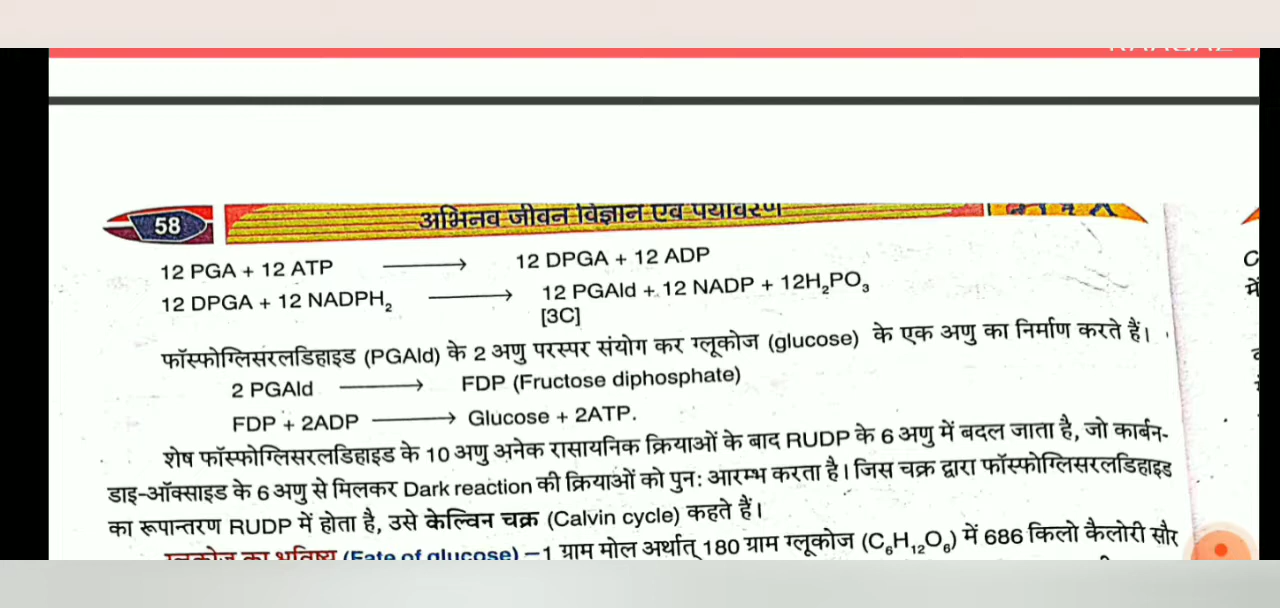 58
अभिनव जीवन विज्ञान एवं पर्यावरण
12 PGA + 12 ATP ⟶ 12 DPGA + 12 ADP
12 DPGA + 12 NADPH₂ ⟶ 12 PGAld + 12 NADP + 12H₂PO₃
[3C]
फॉस्फोग्लिसरलडिहाइड (PGAld) के 2 अणु परस्पर संयोग कर ग्लूकोज (glucose) के एक अणु का निर्माण करते हैं।
2 PGAld ⟶ FDP (Fructose diphosphate)
FDP + 2ADP ⟶ Glucose + 2ATP.
शेष फॉस्फोग्लिसरलडिहाइड के 10 अणु अनेक रासायनिक क्रियाओं के बाद RUDP के 6 अणु में बदल जाता है, जो कार्बन-
डाइ-ऑक्साइड के 6 अणु से मिलकर Dark reaction की क्रियाओं को पुन: आरम्भ करता है। जिस चक्र द्वारा फॉस्फोग्लिसरलडिहाइड
का रूपान्तरण RUDP में होता है, उसे केल्विन चक्र (Calvin cycle) कहते हैं।
ग्लूकोज का भविष्य (Fate of glucose) –1 ग्राम मोल अर्थात् 180 ग्राम ग्लूकोज (C₆H₁₂O₆) में 686 किलो कैलोरी सौर